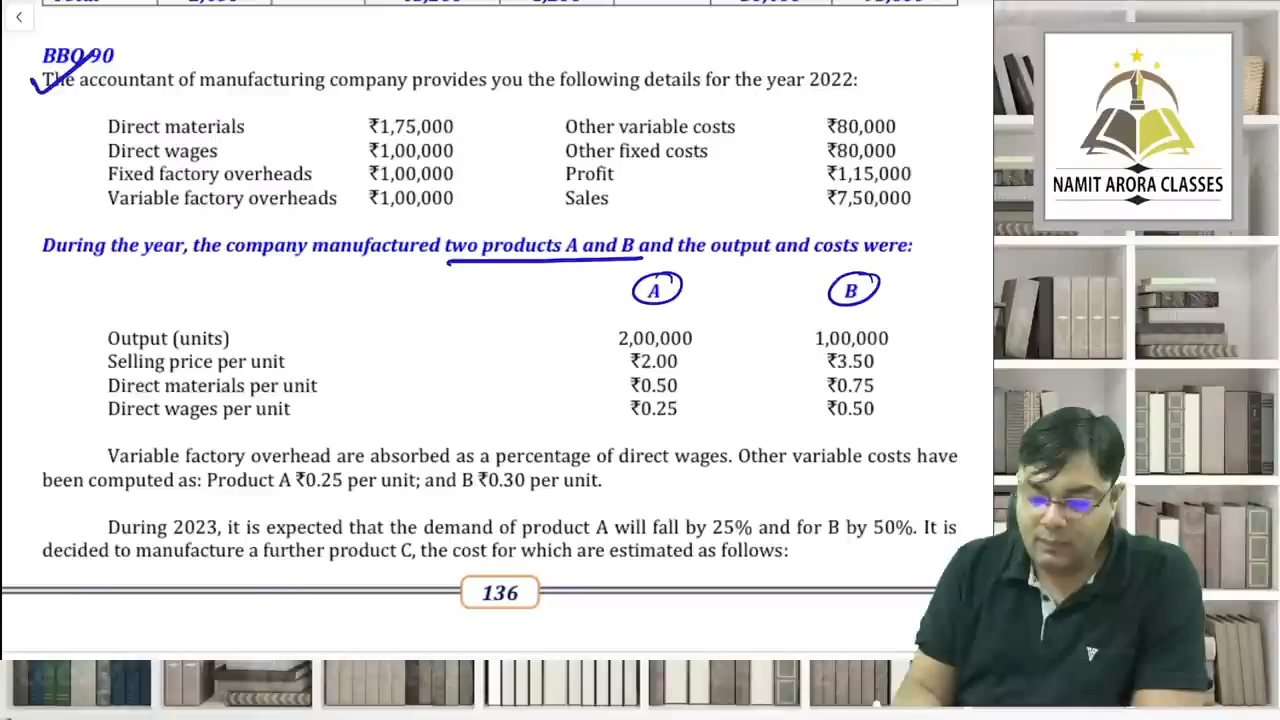 BBQ 90
The accountant of manufacturing company provides you the following details for the year 2022:
Direct materials ₹1,75,000 Other variable costs ₹80,000
Direct wages ₹1,00,000 Other fixed costs ₹80,000
Fixed factory overheads ₹1,00,000 Profit ₹1,15,000
Variable factory overheads ₹1,00,000 Sales ₹7,50,000
During the year, the company manufactured two products A and B and the output and costs were:
A B
Output (units) 2,00,000 1,00,000
Selling price per unit ₹2.00 ₹3.50
Direct materials per unit ₹0.50 ₹0.75
Direct wages per unit ₹0.25 ₹0.50
Variable factory overhead are absorbed as a percentage of direct wages. Other variable costs have
been computed as: Product A ₹0.25 per unit; and B ₹0.30 per unit.
During 2023, it is expected that the demand of product A will fall by 25% and for B by 50%. It is
decided to manufacture a further product C, the cost for which are estimated as follows:
136
NAMIT ARORA CLASSES